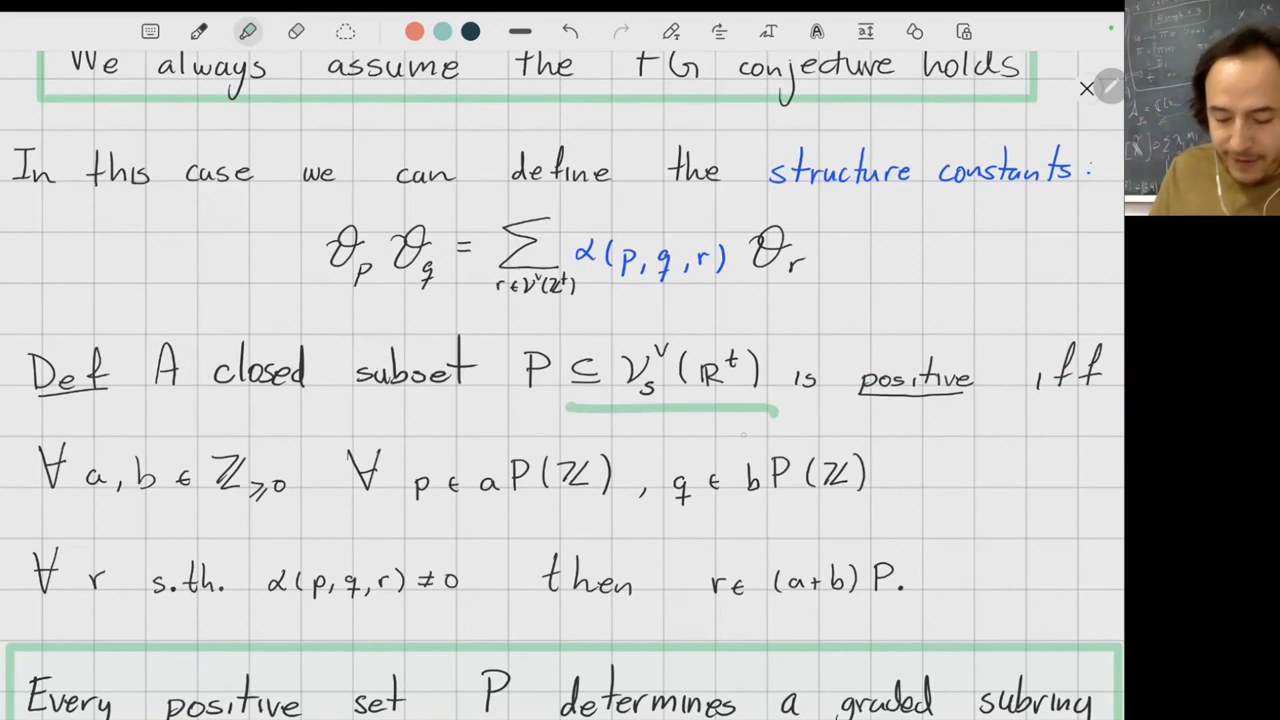 We always assume the fG conjecture holds
In this case we can define the structure constants:
ϑ_p ϑ_q = ∑_{r ∈ V^∨(ℤ^t)} α(p, q, r) ϑ_r
Def A closed subset P ⊆ V_s^∨(ℝ^t) is positive iff
∀ a, b ∈ ℤ_{≥0} ∀ p ∈ aP(ℤ), q ∈ bP(ℤ)
∀ r s.th. α(p, q, r) ≠ 0 then r ∈ (a+b) P.
Every positive set P determines a graded subring